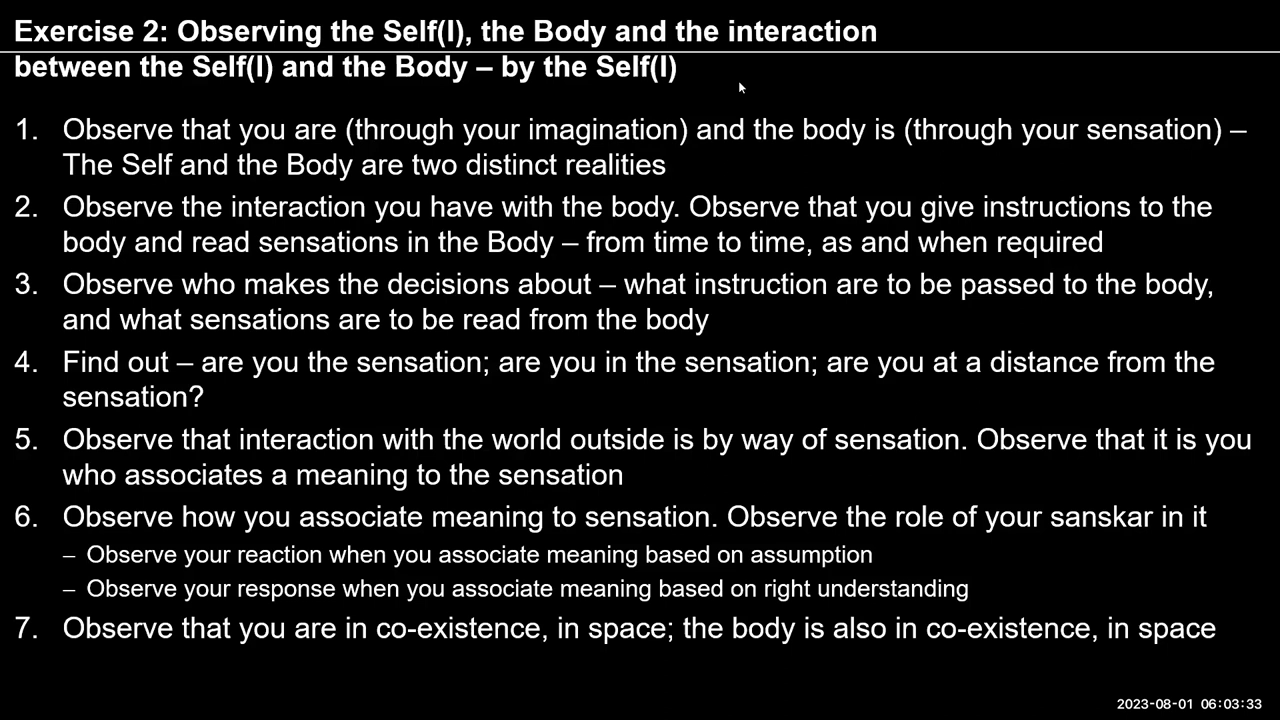 Exercise 2: Observing the Self(I), the Body and the interaction
between the Self(I) and the Body – by the Self(I)
1. Observe that you are (through your imagination) and the body is (through your sensation) –
The Self and the Body are two distinct realities
2. Observe the interaction you have with the body. Observe that you give instructions to the
body and read sensations in the Body – from time to time, as and when required
3. Observe who makes the decisions about – what instruction are to be passed to the body,
and what sensations are to be read from the body
4. Find out – are you the sensation; are you in the sensation; are you at a distance from the
sensation?
5. Observe that interaction with the world outside is by way of sensation. Observe that it is you
who associates a meaning to the sensation
6. Observe how you associate meaning to sensation. Observe the role of your sanskar in it
– Observe your reaction when you associate meaning based on assumption
– Observe your response when you associate meaning based on right understanding
7. Observe that you are in co-existence, in space; the body is also in co-existence, in space
2023-08-01 06:03:33